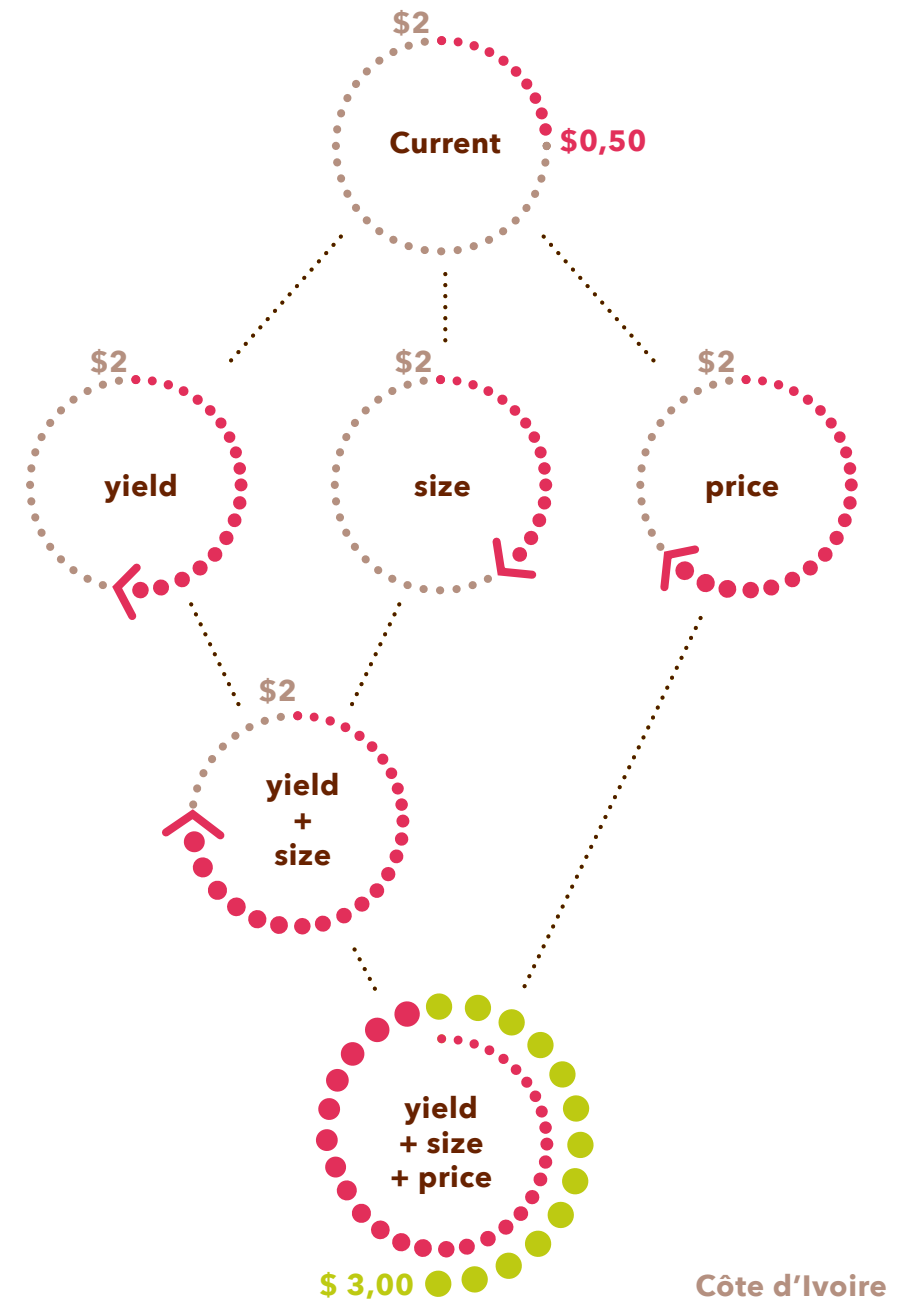 $2
Current
$0,50
$2
$2
$2
yield
size
price
$2
yield
+
size
yield
+ size
+ price
$ 3,00
Côte d’Ivoire